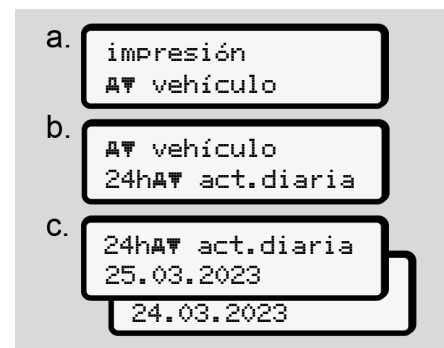 a.
impresión
A▼ vehículo
b.
A▼ vehículo
24hA▼ act.diaria
c.
24hA▼ act.diaria
25.03.2023
24.03.2023